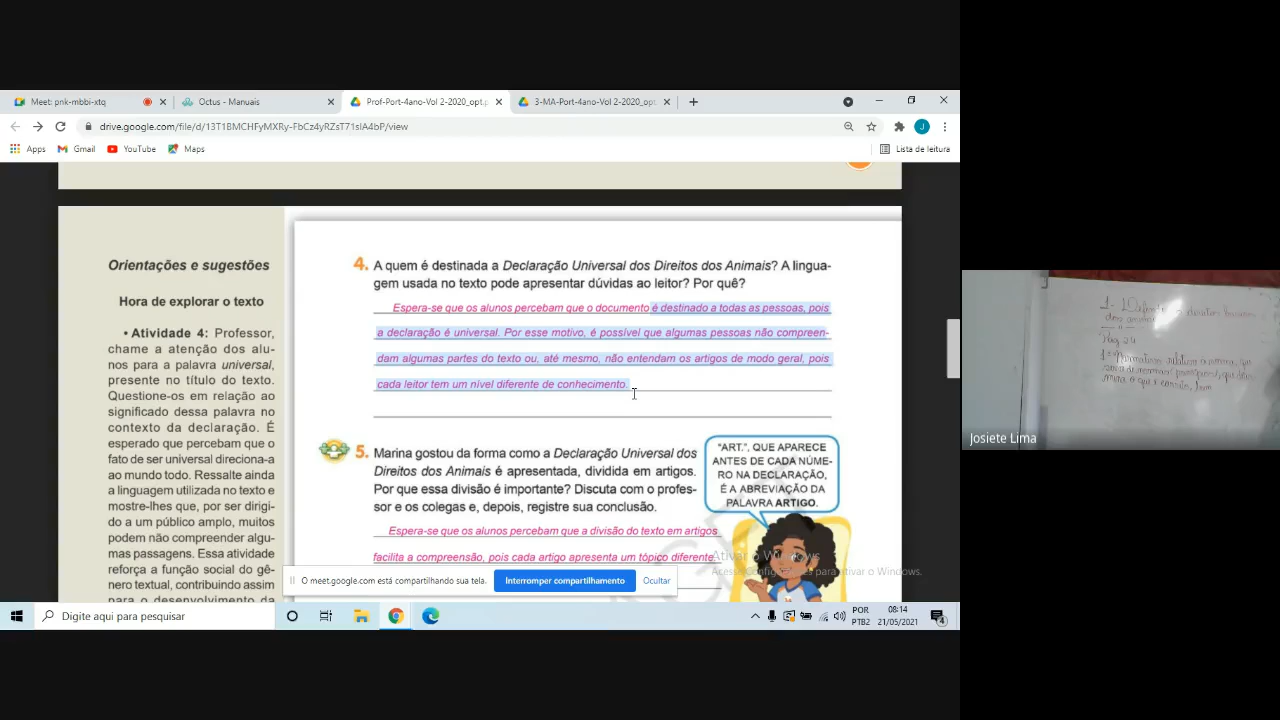 Meet: pnk-mbbi-xtq
Octus - Manuais
Prof-Port-4ano-Vol 2-2020_opt.p
3-MA-Port-4ano-Vol 2-2020_opt.
drive.google.com/file/d/13T1BMCHFyMXRy-FbCz4yRZsT71slA4bP/view
Apps
Gmail
YouTube
Maps
Lista de leitura
Orientações e sugestões
Hora de explorar o texto
• Atividade 4: Professor,
chame a atenção dos alu-
nos para a palavra universal,
presente no título do texto.
Questione-os em relação ao
significado dessa palavra no
contexto da declaração. É
esperado que percebam que o
fato de ser universal direciona-a
ao mundo todo. Ressalte ainda
a linguagem utilizada no texto e
mostre-lhes que, por ser dirigi-
do a um público amplo, muitos
podem não compreender algu-
mas passagens. Essa atividade
reforça a função social do gê-
nero textual, contribuindo assim
para o desenvolvimento da
4. A quem é destinada a Declaração Universal dos Direitos dos Animais? A lingua-
gem usada no texto pode apresentar dúvidas ao leitor? Por quê?
Espera-se que os alunos percebam que o documento é destinado a todas as pessoas, pois
a declaração é universal. Por esse motivo, é possível que algumas pessoas não compreen-
dam algumas partes do texto ou, até mesmo, não entendam os artigos de modo geral, pois
cada leitor tem um nível diferente de conhecimento.
5. Marina gostou da forma como a Declaração Universal dos
Direitos dos Animais é apresentada, dividida em artigos.
Por que essa divisão é importante? Discuta com o profes-
sor e os colegas e, depois, registre sua conclusão.
Espera-se que os alunos percebam que a divisão do texto em artigos
facilita a compreensão, pois cada artigo apresenta um tópico diferente
"ART.", QUE APARECE
ANTES DE CADA NÚME-
RO NA DECLARAÇÃO,
É A ABREVIAÇÃO DA
PALAVRA ARTIGO.
Ativar o Windows
para ativar o Windows.
O meet.google.com está compartilhando sua tela.
Interromper compartilhamento
Ocultar
Digite aqui para pesquisar
POR
PTB2
08:14
21/05/2021
4
J
Josiete Lima